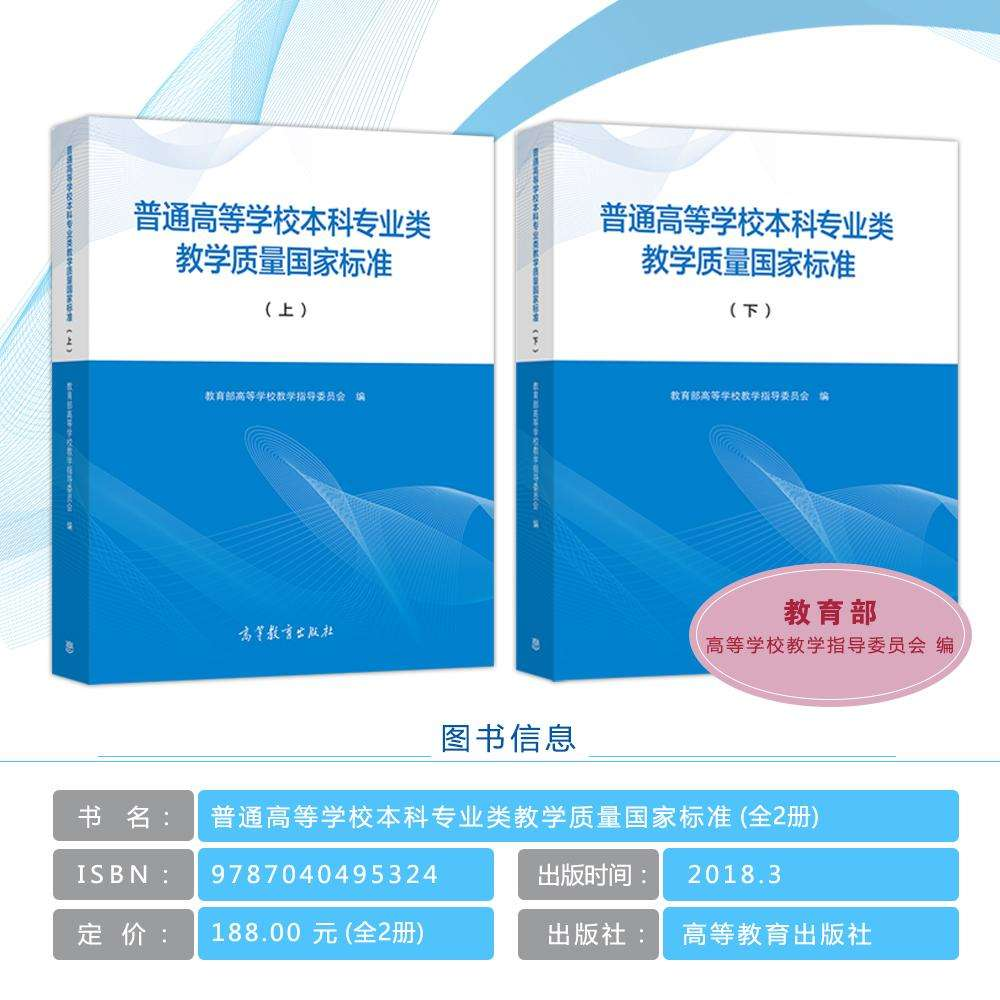 普通高等学校本科专业类教学质量国家标准（上）
教育部高等学校教学指导委员会 编
普通高等学校本科专业类
教学质量国家标准
（上）
教育部高等学校教学指导委员会 编
高等教育出版社
普通高等学校本科专业类教学质量国家标准（下）
教育部高等学校教学指导委员会 编
普通高等学校本科专业类
教学质量国家标准
（下）
教育部高等学校教学指导委员会 编
教育部
高等学校教学指导委员会 编
图书信息
书 名： 普通高等学校本科专业类教学质量国家标准 (全2册)
ISBN： 9787040495324 出版时间： 2018.3
定 价： 188.00 元 (全2册) 出版社： 高等教育出版社